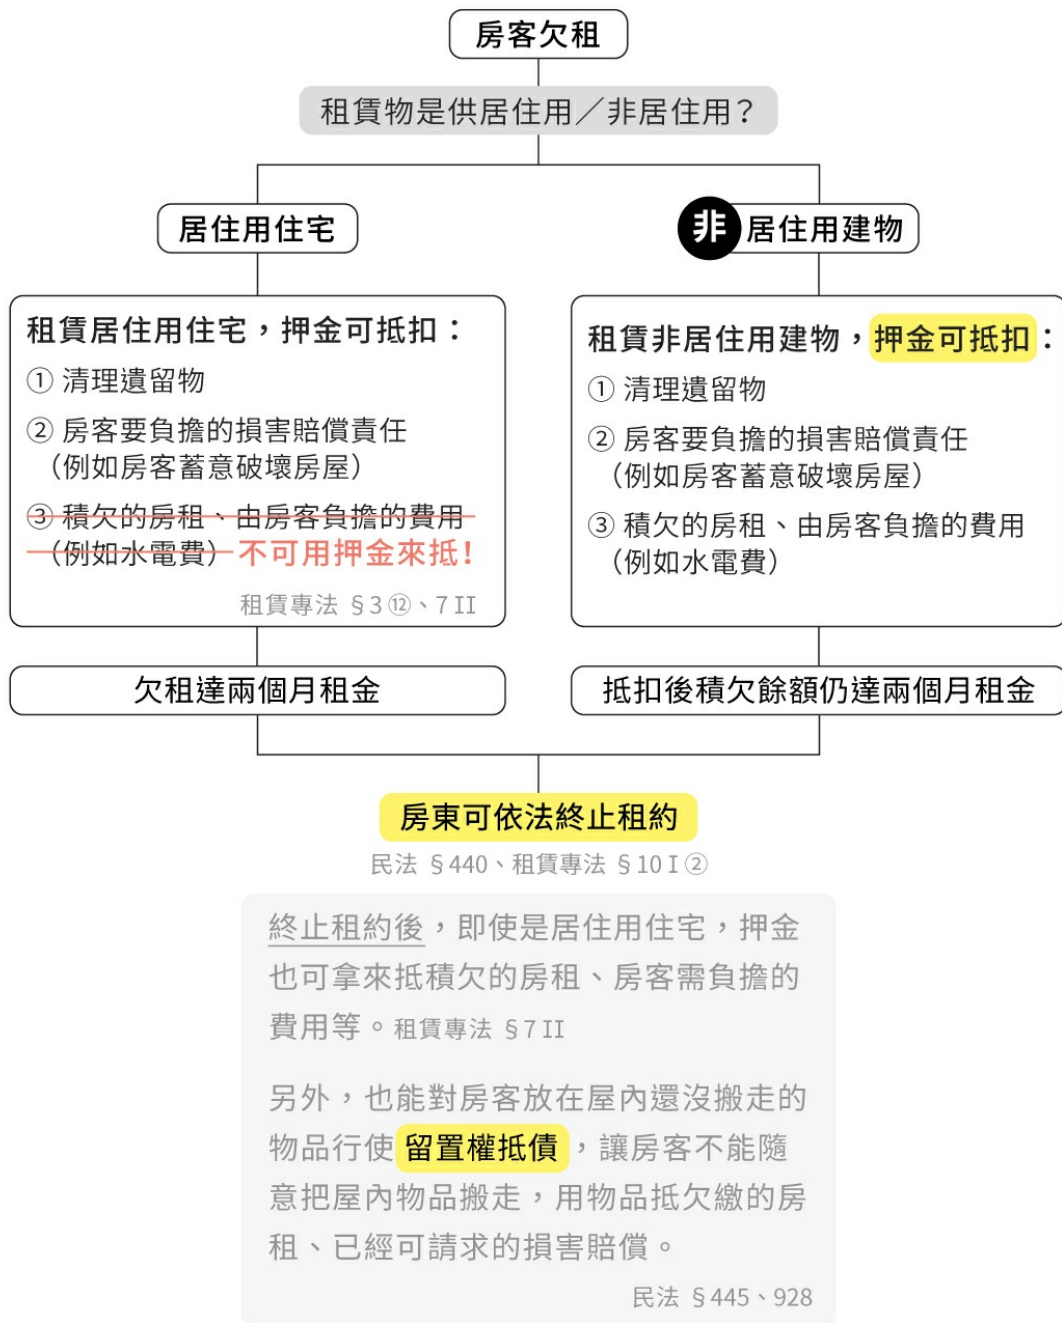 房客欠租
租賃物是供居住用／非居住用？
居住用住宅
租賃居住用住宅，押金可抵扣：
① 清理遺留物
② 房客要負擔的損害賠償責任
（例如房客蓄意破壞房屋）
③ 積欠的房租、由房客負擔的費用
（例如水電費） 不可用押金來抵！
租賃專法 §3⑫、7 II
欠租達兩個月租金
非 居住用建物
租賃非居住用建物，押金可抵扣：
① 清理遺留物
② 房客要負擔的損害賠償責任
（例如房客蓄意破壞房屋）
③ 積欠的房租、由房客負擔的費用
（例如水電費）
抵扣後積欠餘額仍達兩個月租金
房東可依法終止租約
民法 §440、租賃專法 §10 I ②
終止租約後，即使是居住用住宅，押金
也可拿來抵積欠的房租、房客需負擔的
費用等。租賃專法 §7 II
另外，也能對房客放在屋內還沒搬走的
物品行使留置權抵債，讓房客不能隨
意把屋內物品搬走，用物品抵欠繳的房
租、已經可請求的損害賠償。
民法 §445、928